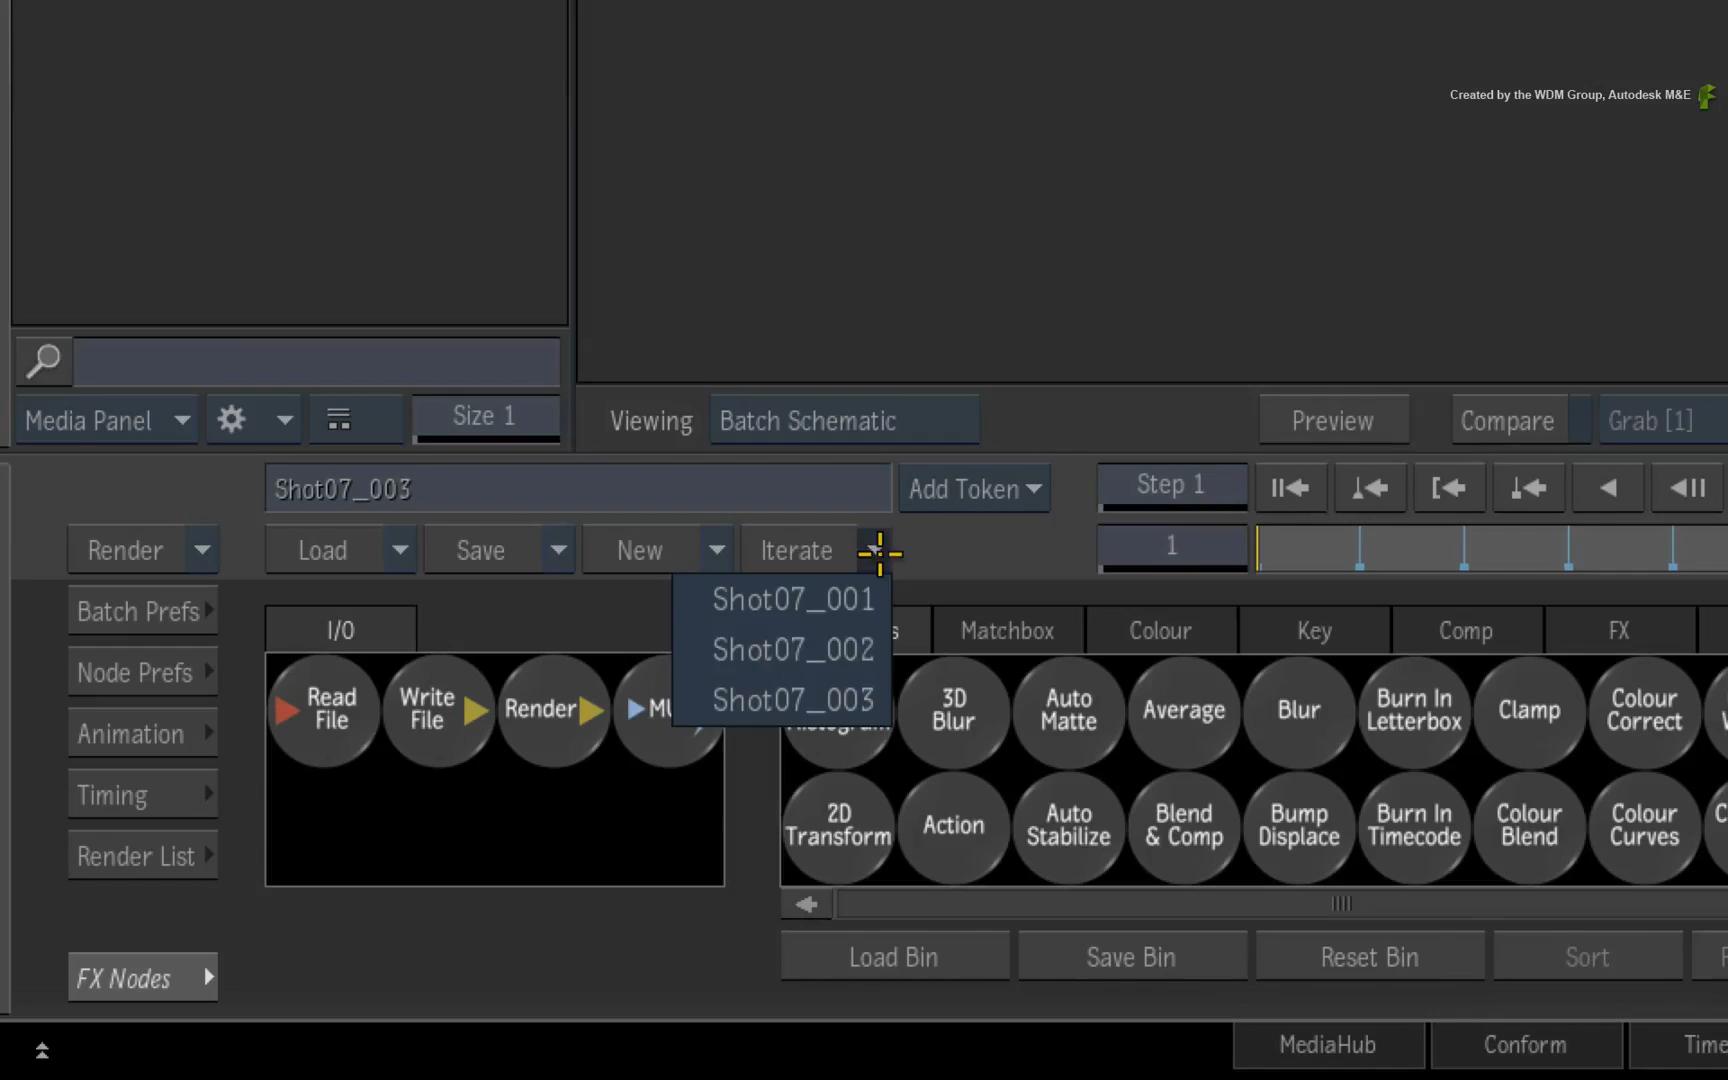 Created by the WDM Group, Autodesk M&E
Media Panel
Size 1
Viewing
Batch Schematic
Preview
Compare
Grab [1]
Shot07_003
Add Token
Step 1
Render
Load
Save
New
Iterate
1
Shot07_001
Shot07_002
Shot07_003
Batch Prefs
Node Prefs
Animation
Timing
Render List
FX Nodes
I/O
Matchbox
Colour
Key
Comp
FX
Read
File
Write
File
Render
3D
Blur
Auto
Matte
Average
Blur
Burn In
Letterbox
Clamp
Colour
Correct
2D
Transform
Action
Auto
Stabilize
Blend
& Comp
Bump
Displace
Burn In
Timecode
Colour
Blend
Colour
Curves
Load Bin
Save Bin
Reset Bin
Sort
MediaHub
Conform
Time